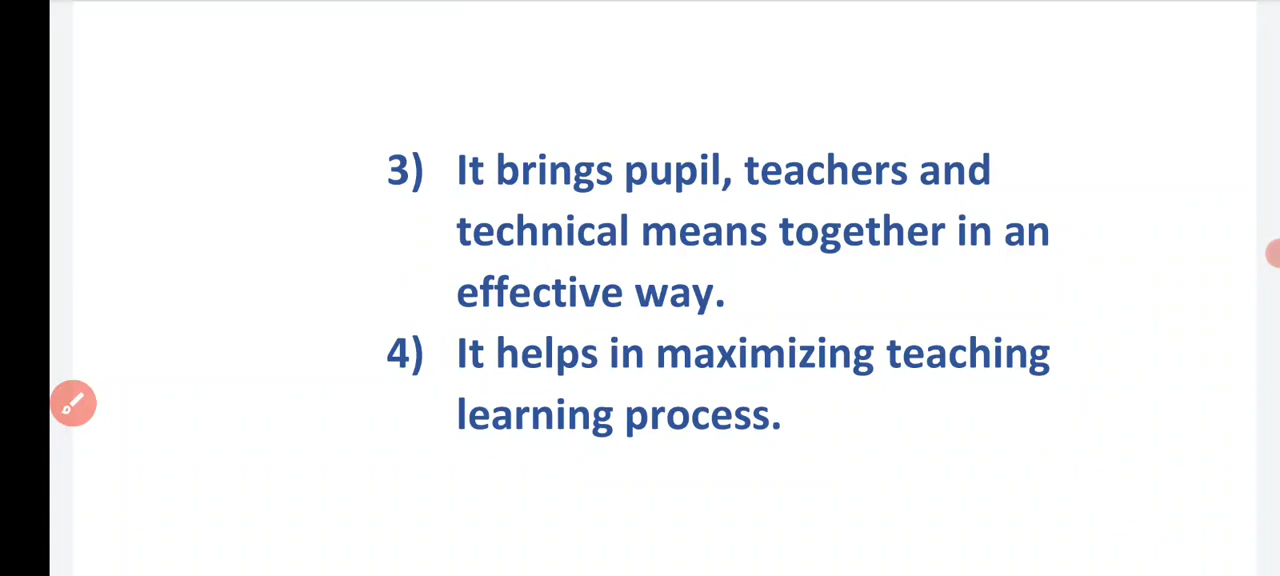 3) It brings pupil, teachers and
technical means together in an
effective way.
4) It helps in maximizing teaching
learning process.